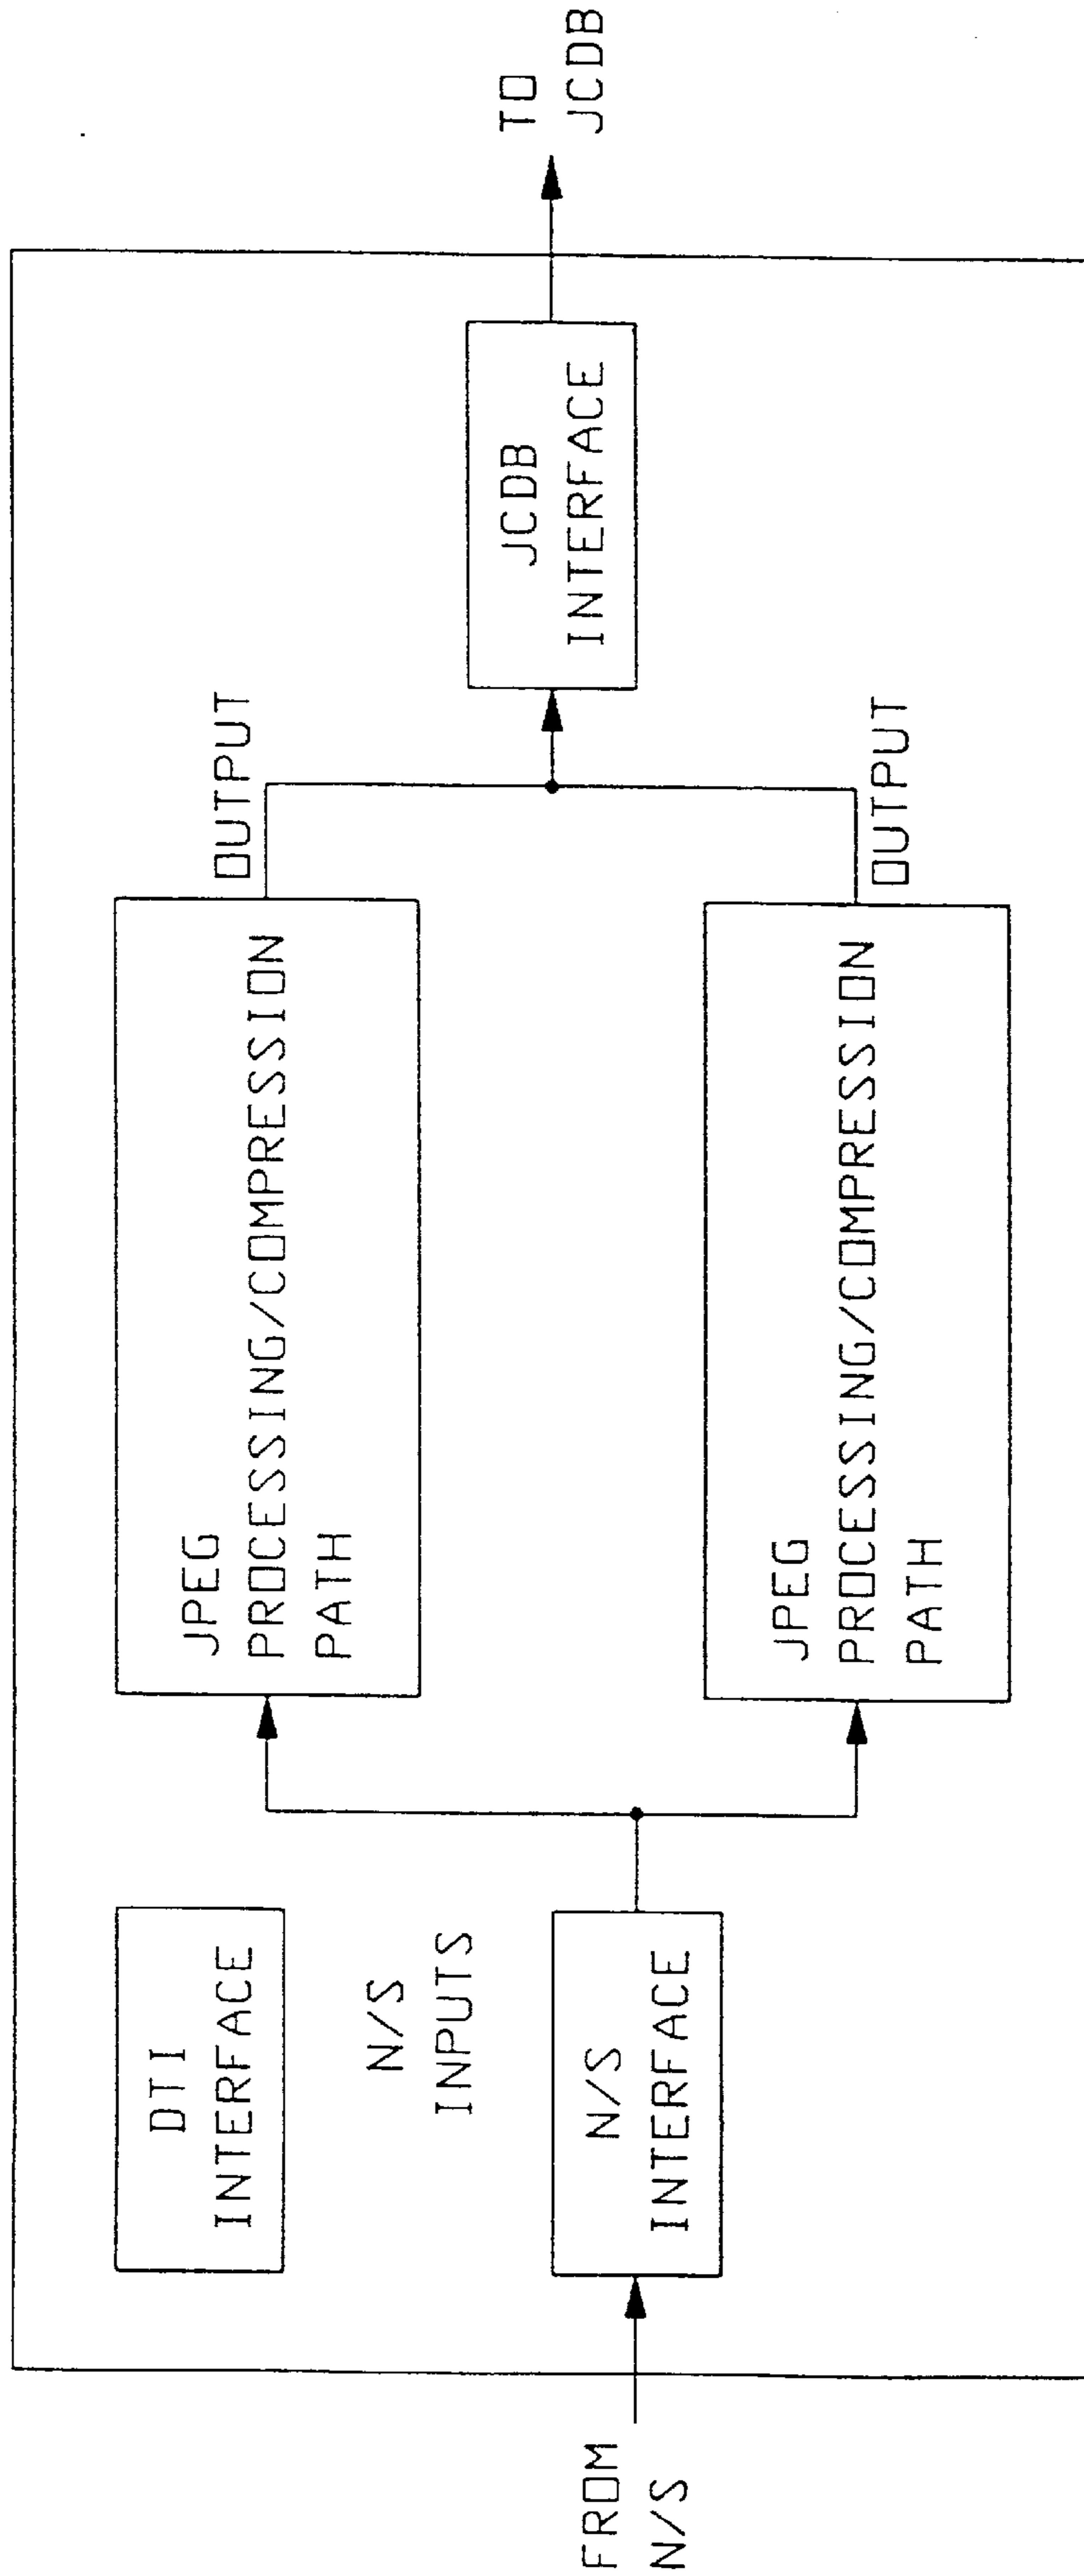 FROM
N/S
DTI
INTERFACE
N/S
INPUTS
N/S
INTERFACE
JPEG
PROCESSING/COMPRESSION
PATH
OUTPUT
JPEG
PROCESSING/COMPRESSION
PATH
OUTPUT
JCDB
INTERFACE
TO
JCDB